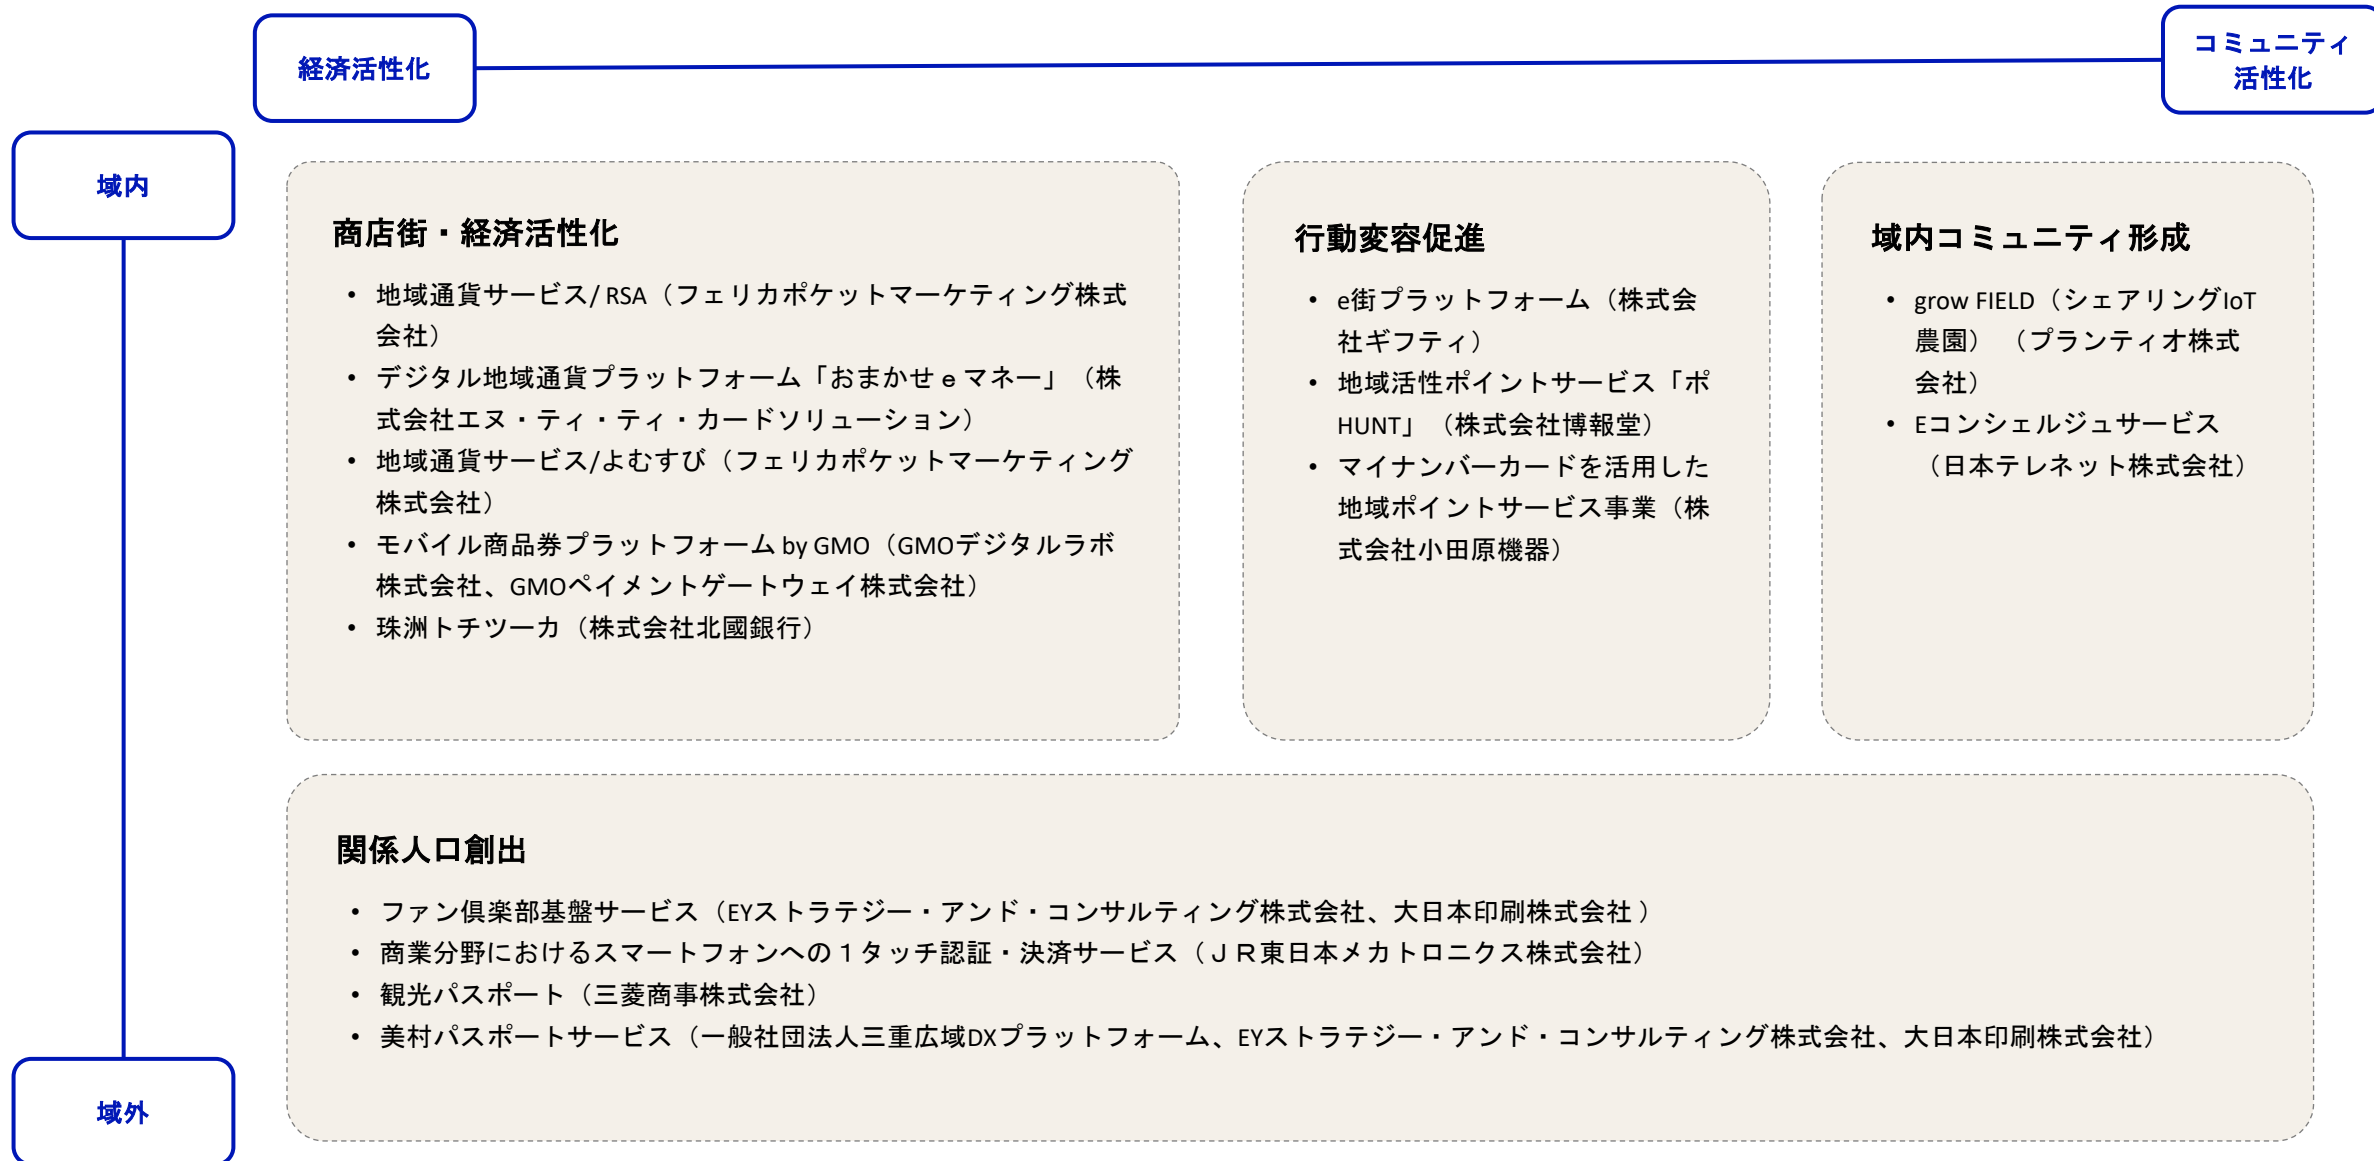 経済活性化
コミュニティ
活性化
域内
商店街・経済活性化
• 地域通貨サービス/ RSA（フェリカポケットマーケティング株式
会社）
• デジタル地域通貨プラットフォーム「おまかせｅマネー」（株
式会社エヌ・ティ・ティ・カードソリューション）
• 地域通貨サービス/よむすび（フェリカポケットマーケティング
株式会社）
• モバイル商品券プラットフォーム by GMO（GMOデジタルラボ
株式会社、GMOペイメントゲートウェイ株式会社）
• 珠洲トチツーカ（株式会社北國銀行）
行動変容促進
• e街プラットフォーム（株式会
社ギフティ）
• 地域活性ポイントサービス「ポ
HUNT」（株式会社博報堂）
• マイナンバーカードを活用した
地域ポイントサービス事業（株
式会社小田原機器）
域内コミュニティ形成
• grow FIELD（シェアリングIoT
農園）（プランティオ株式
会社）
• Eコンシェルジュサービス
（日本テレネット株式会社）
関係人口創出
• ファン倶楽部基盤サービス（EYストラテジー・アンド・コンサルティング株式会社、大日本印刷株式会社 ）
• 商業分野におけるスマートフォンへの１タッチ認証・決済サービス（ＪＲ東日本メカトロニクス株式会社）
• 観光パスポート（三菱商事株式会社）
• 美村パスポートサービス（一般社団法人三重広域DXプラットフォーム、EYストラテジー・アンド・コンサルティング株式会社、大日本印刷株式会社）
域外